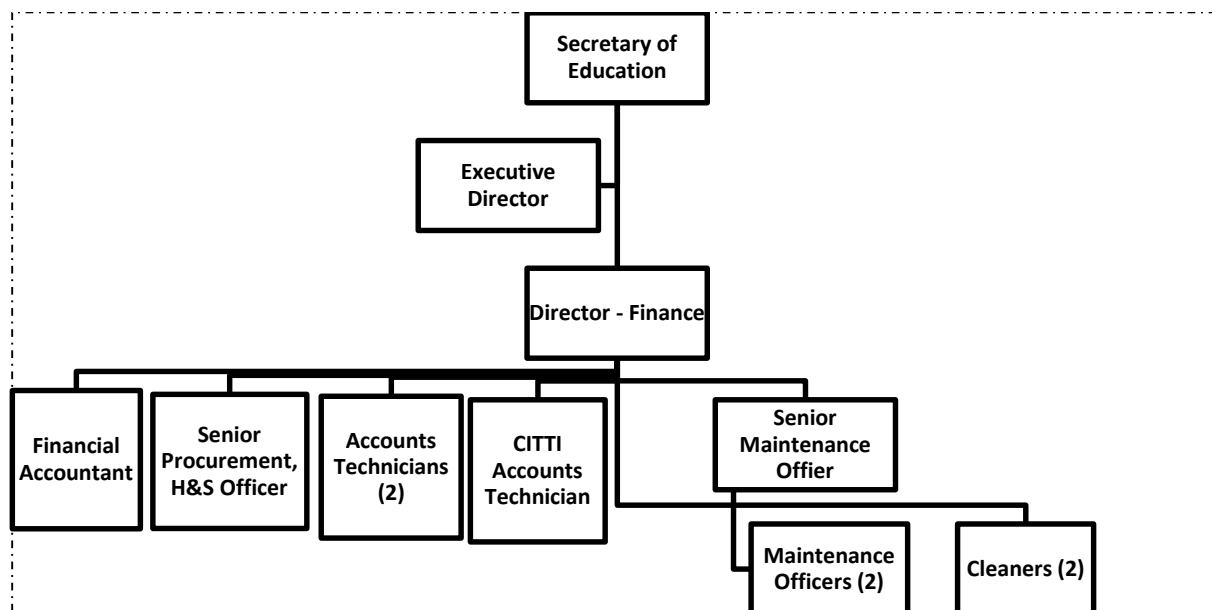 Secretary of
Education
Executive
Director
Director - Finance
Financial
Accountant
Senior
Procurement,
H&S Officer
Accounts
Technicians
(2)
CITTI
Accounts
Technician
Senior
Maintenance
Offier
Maintenance
Officers (2)
Cleaners (2)